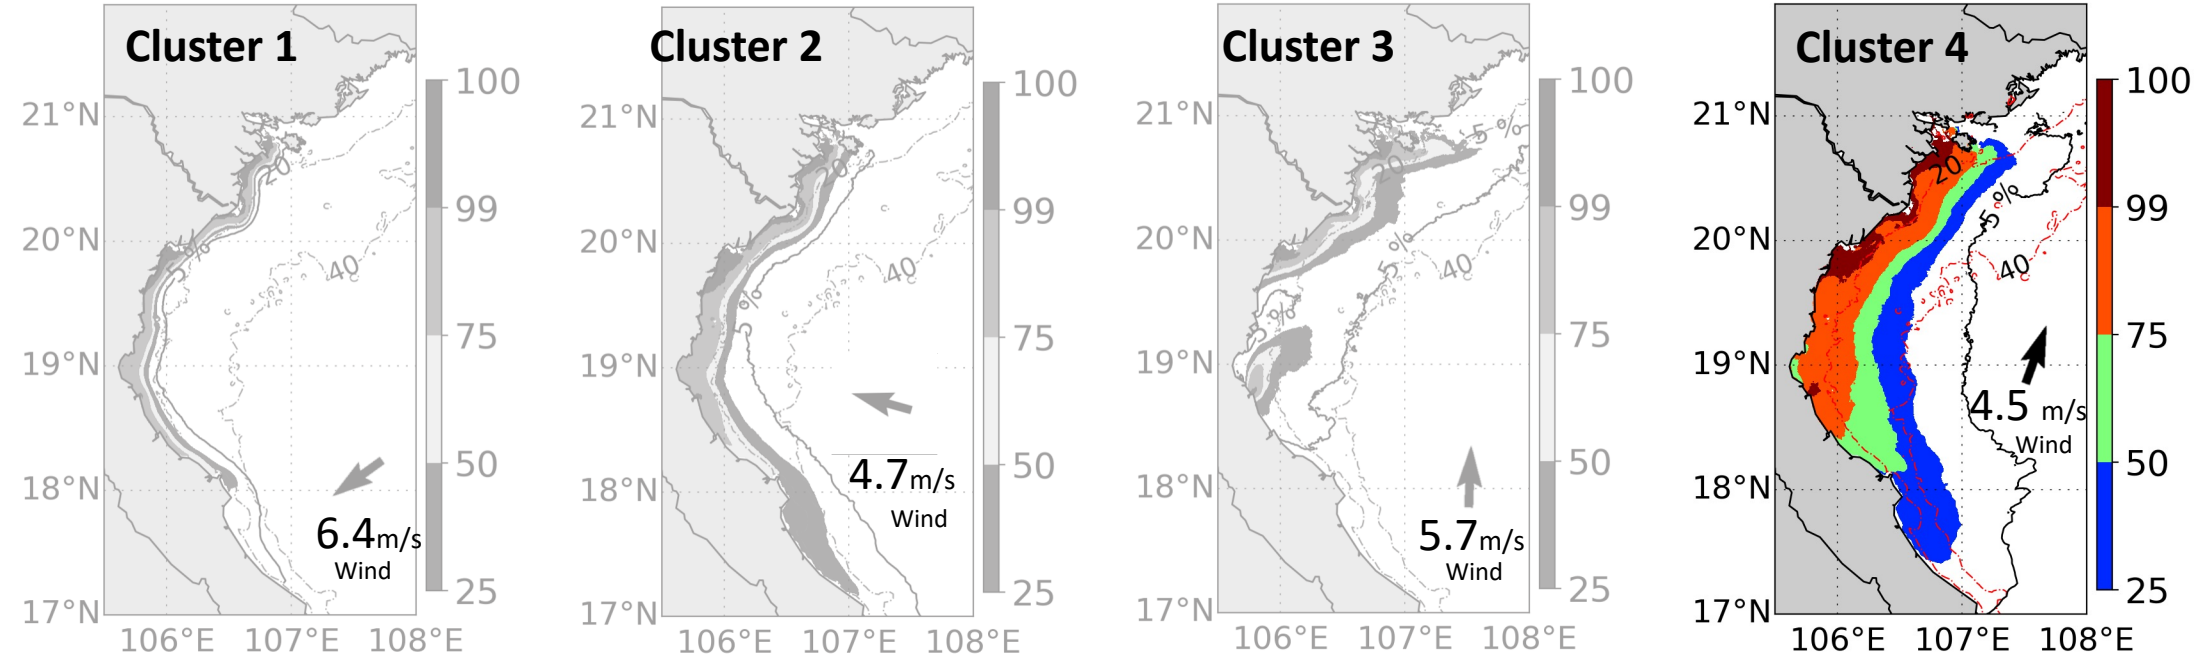 Cluster 1
21°N
20°N
19°N
18°N
17°N
106°E 107°E 108°E
20
5%
40
6.4m/s
Wind
100
99
75
50
25
Cluster 2
21°N
20°N
19°N
18°N
17°N
106°E 107°E 108°E
20
5%
40
4.7m/s
Wind
100
99
75
50
25
Cluster 3
21°N
20°N
19°N
18°N
17°N
106°E 107°E 108°E
5%
20
5%
40
5%
5.7m/s
Wind
100
99
75
50
25
Cluster 4
21°N
20°N
19°N
18°N
17°N
106°E 107°E 108°E
20
5%
40
4.5 m/s
Wind
100
99
75
50
25